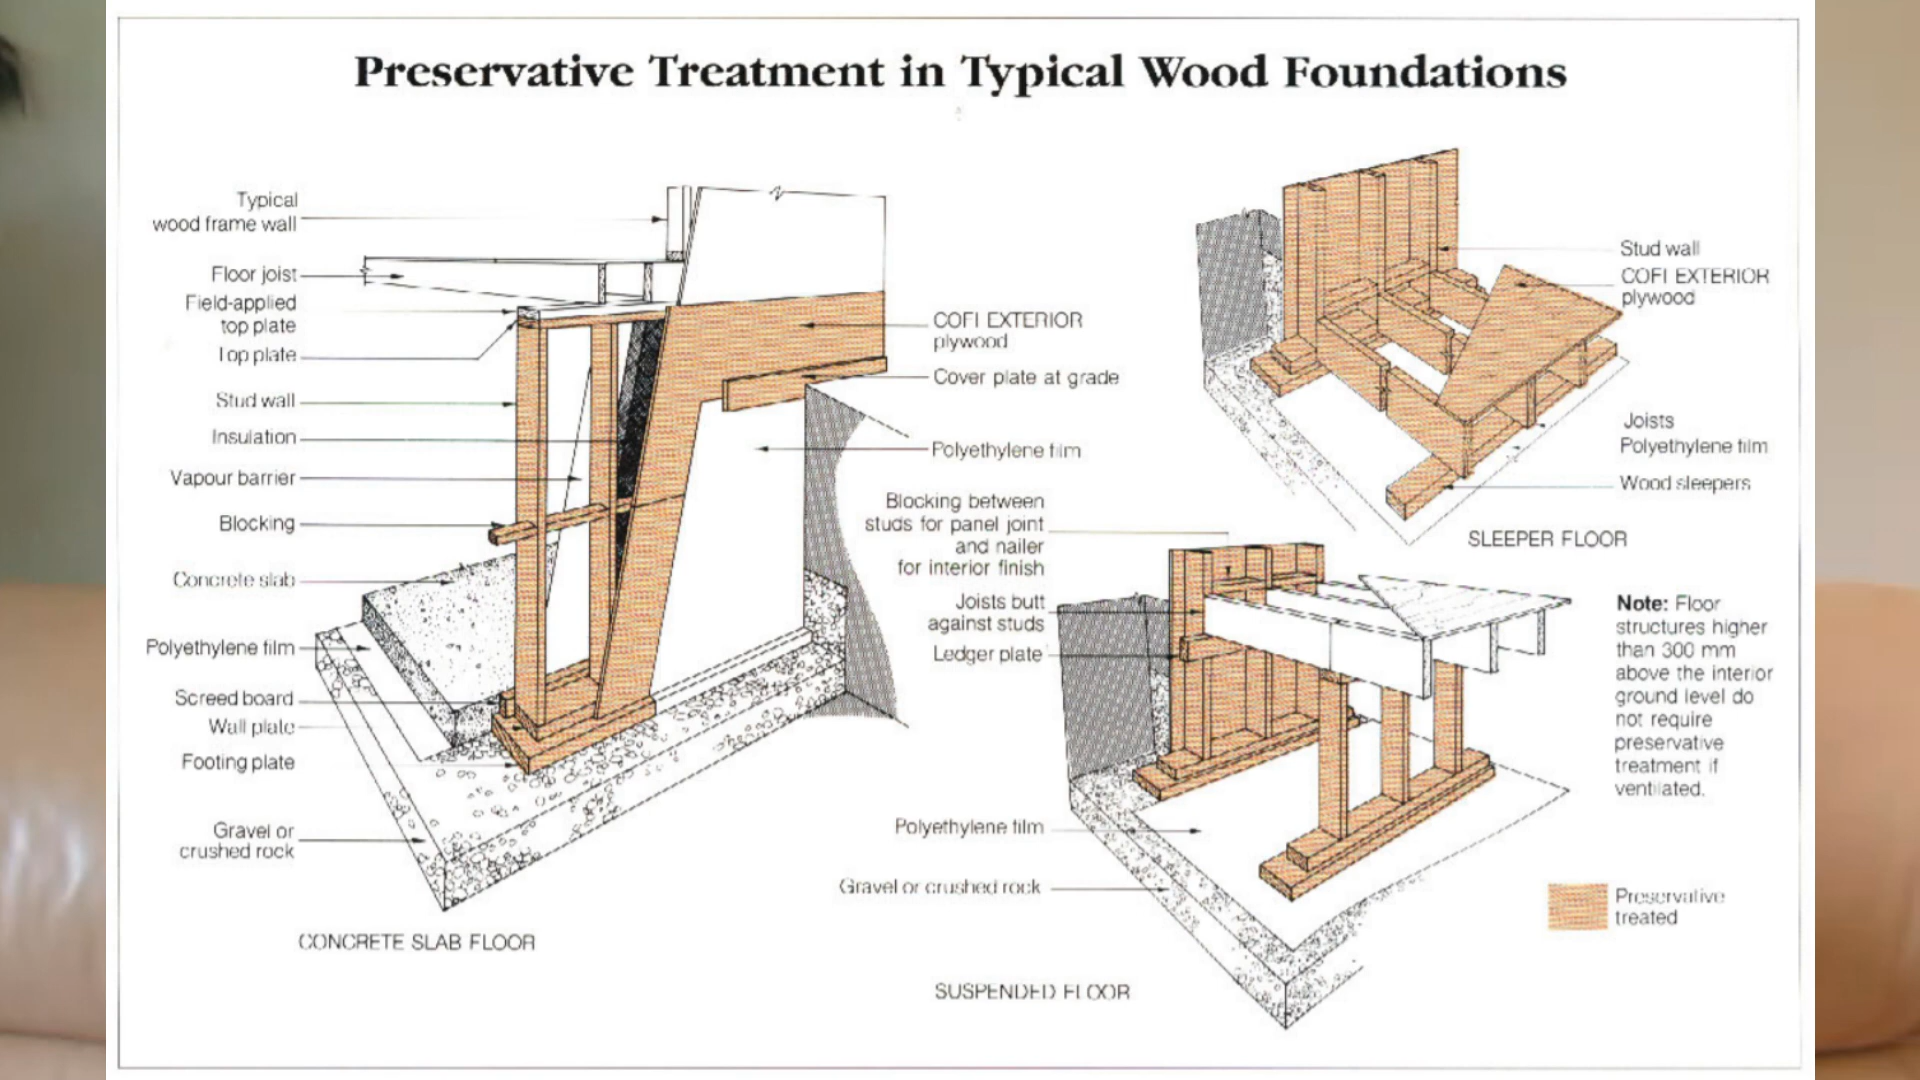 Preservative Treatment in Typical Wood Foundations
Typical
wood frame wall
Floor joist
Field-applied
top plate
Top plate
Stud wall
Insulation
Vapour barrier
Blocking
Concrete slab
Polyethylene film
Screed board
Wall plate
Footing plate
Gravel or
crushed rock
CONCRETE SLAB FLOOR
COFI EXTERIOR
plywood
Cover plate at grade
Polyethylene film
Blocking between
studs for panel joint
and nailer
for interior finish
Joists butt
against studs
Ledger plate
Polyethylene film
Gravel or crushed rock
SUSPENDED FLOOR
Stud wall
COFI EXTERIOR
plywood
Joists
Polyethylene film
Wood sleepers
SLEEPER FLOOR
Note: Floor
structures higher
than 300 mm
above the interior
ground level do
not require
preservative
treatment if
ventilated.
Preservative
treated